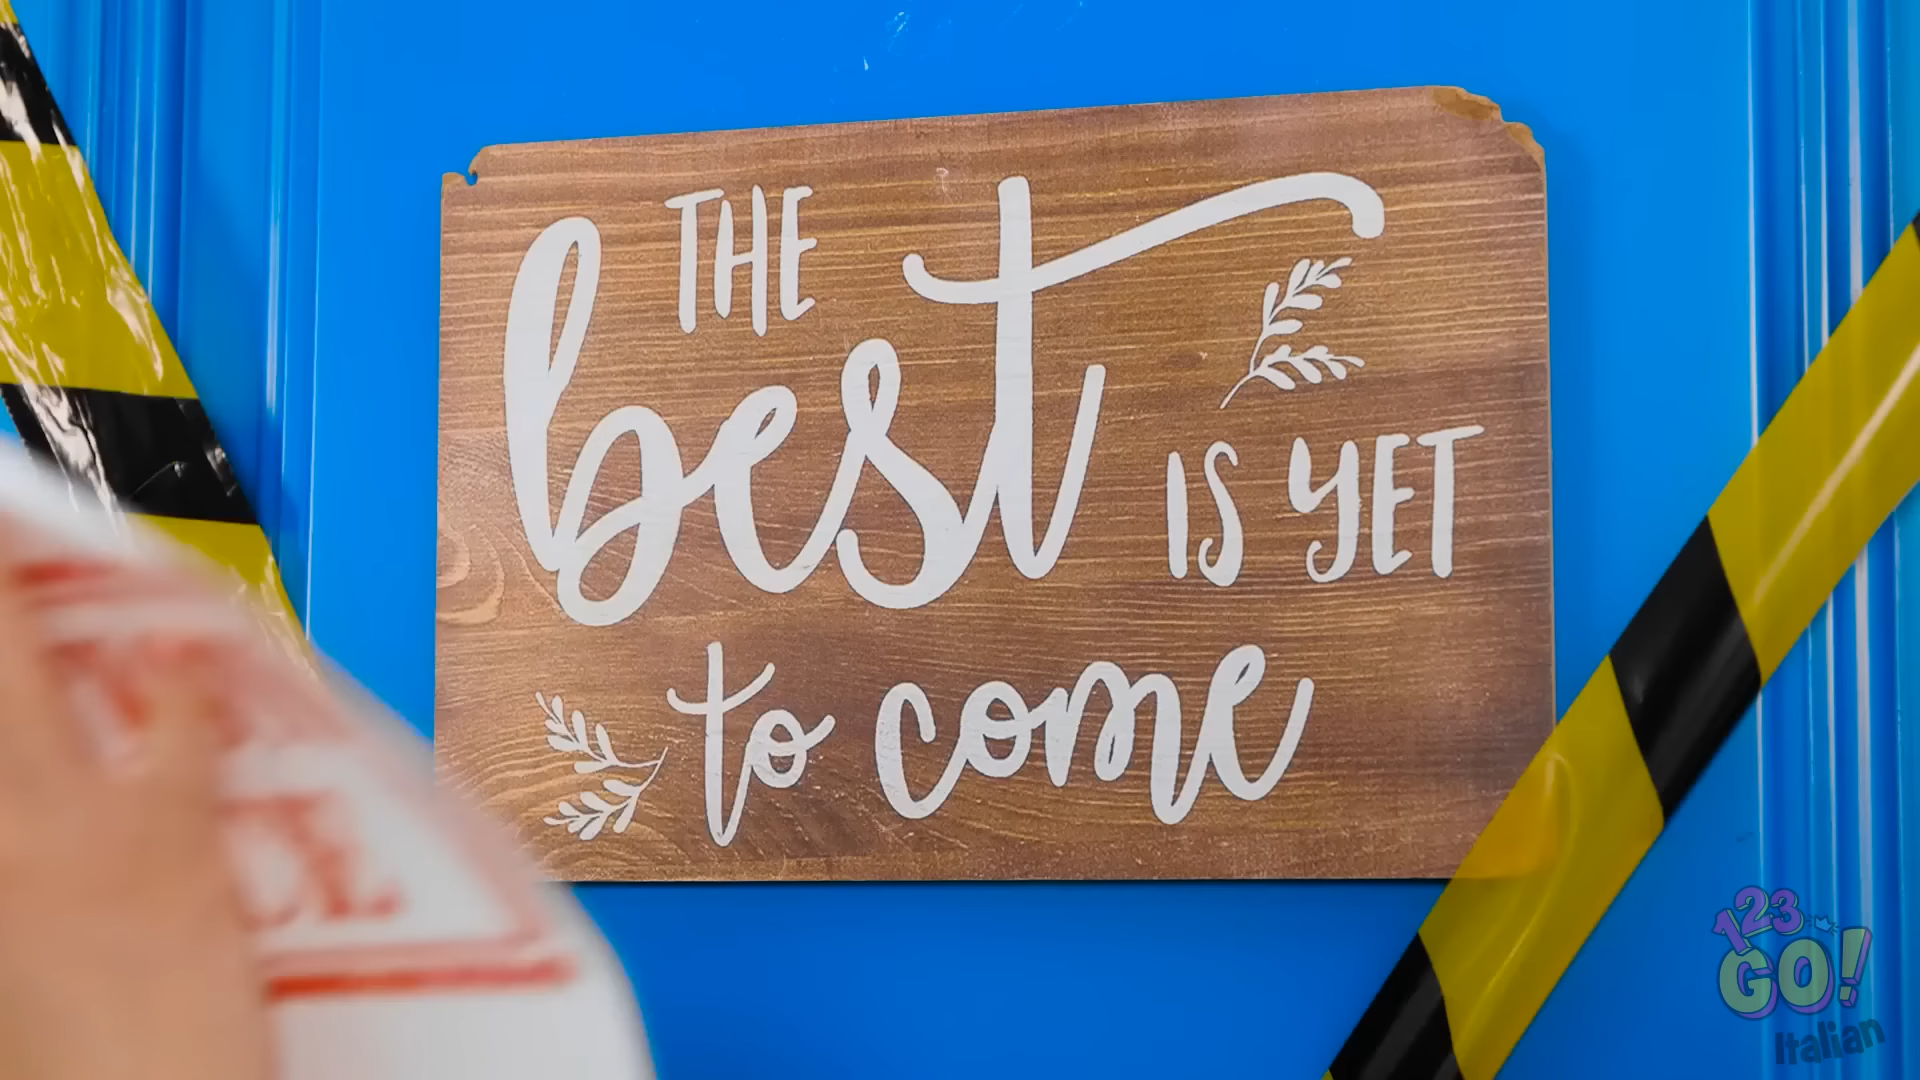 THE
best
IS YET
to come
123
GO!
Italian